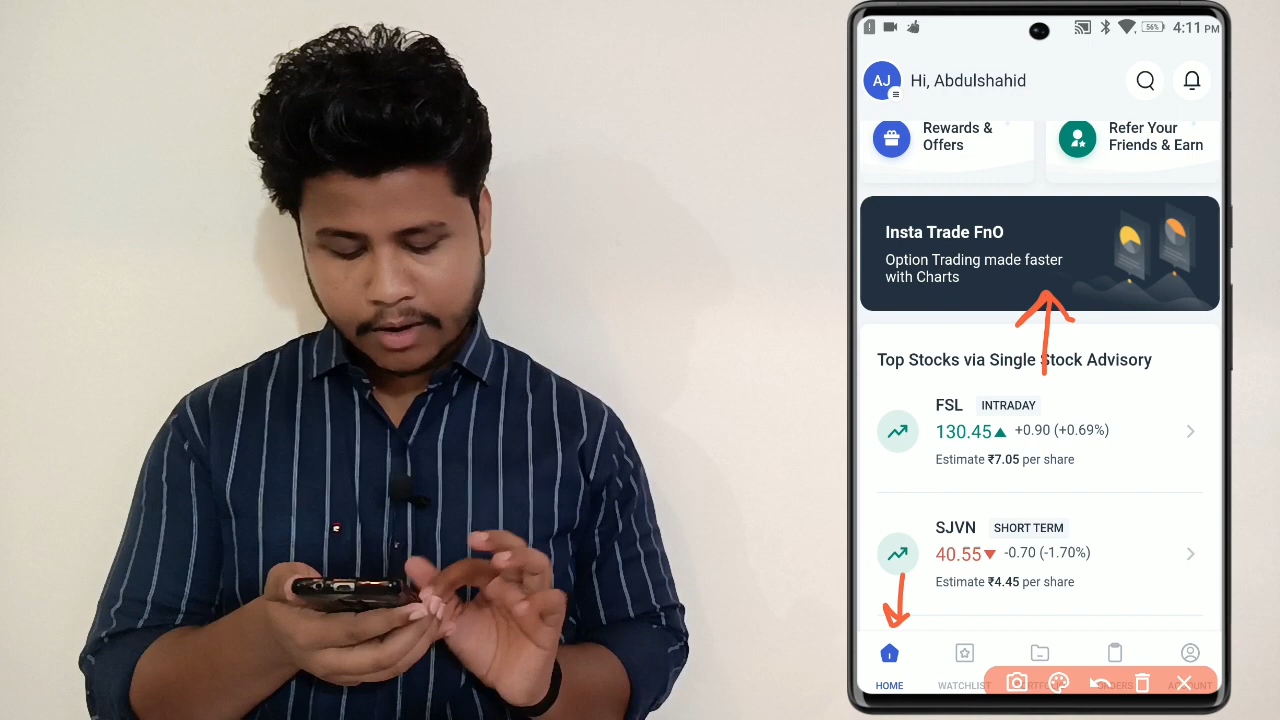 56%
4:11 PM
AJ
Hi, Abdulshahid
Rewards &
Offers
Refer Your
Friends & Earn
Insta Trade FnO
Option Trading made faster
with Charts
Top Stocks via Single Stock Advisory
FSL INTRADAY
130.45 +0.90 (+0.69%)
Estimate ₹7.05 per share
SJVN SHORT TERM
40.55 -0.70 (-1.70%)
Estimate ₹4.45 per share
HOME
WATCHLIST